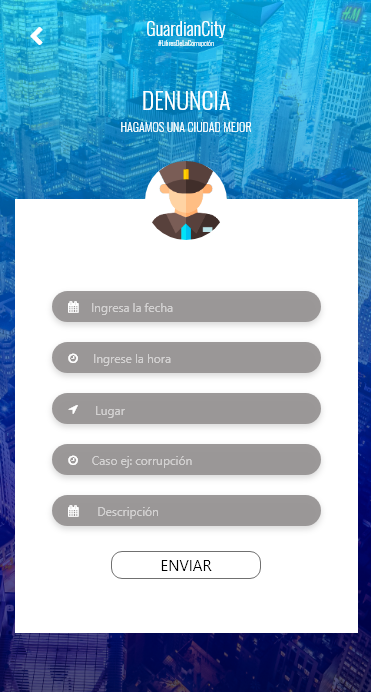 GuardianCity
#LibresDeLaCorrupción
DENUNCIA
HAGAMOS UNA CIUDAD MEJOR
Ingresa la fecha
Ingrese la hora
Lugar
Caso ej: corrupción
Descripción
ENVIAR